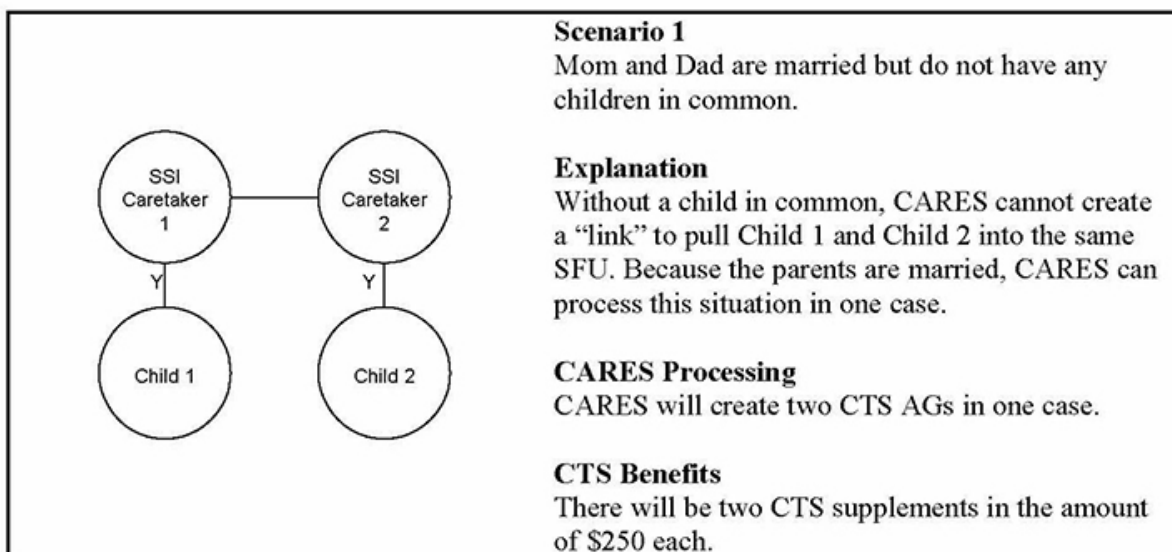 SSI
Caretaker
1
SSI
Caretaker
2
Y
Y
Child 1
Child 2
Scenario 1
Mom and Dad are married but do not have any
children in common.
Explanation
Without a child in common, CARES cannot create
a “link” to pull Child 1 and Child 2 into the same
SFU. Because the parents are married, CARES can
process this situation in one case.
CARES Processing
CARES will create two CTS AGs in one case.
CTS Benefits
There will be two CTS supplements in the amount
of $250 each.